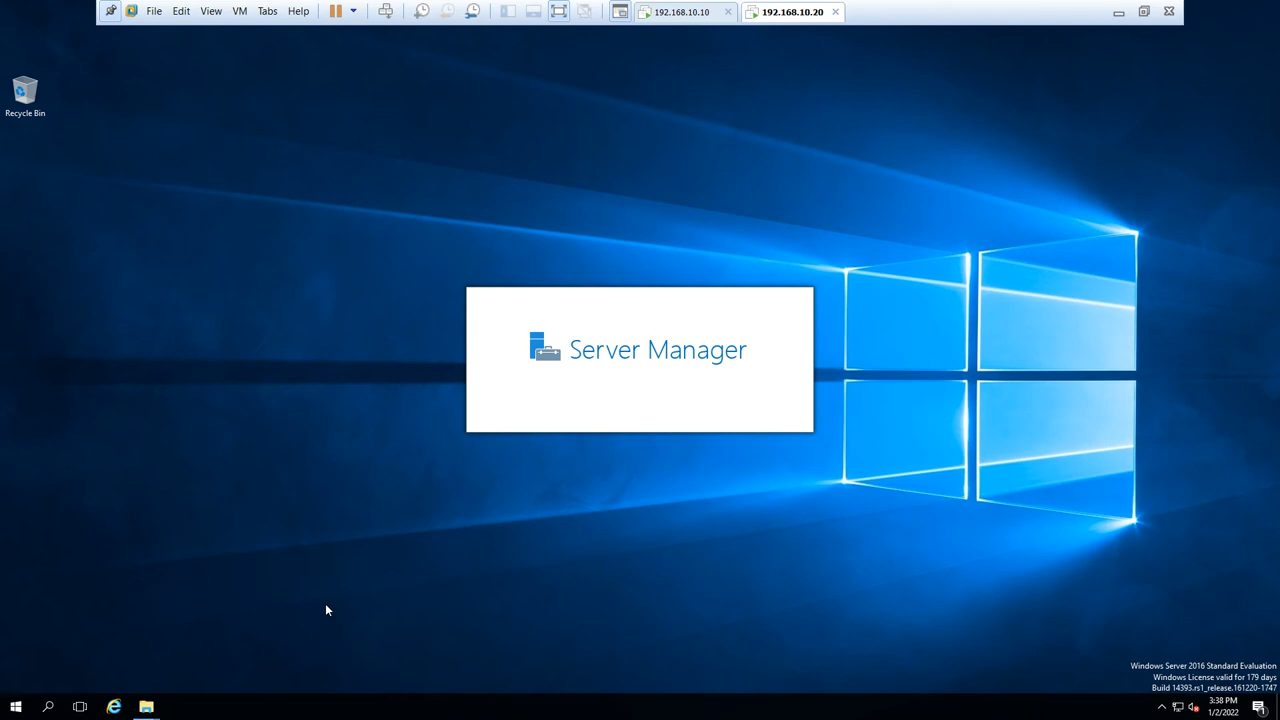 File Edit View VM Tabs Help
192.168.10.10
192.168.10.20
Recycle Bin
Server Manager
Windows Server 2016 Standard Evaluation
Windows License valid for 179 days
Build 14393.rs1_release.161220-1747
3:38 PM
1/2/2022
1